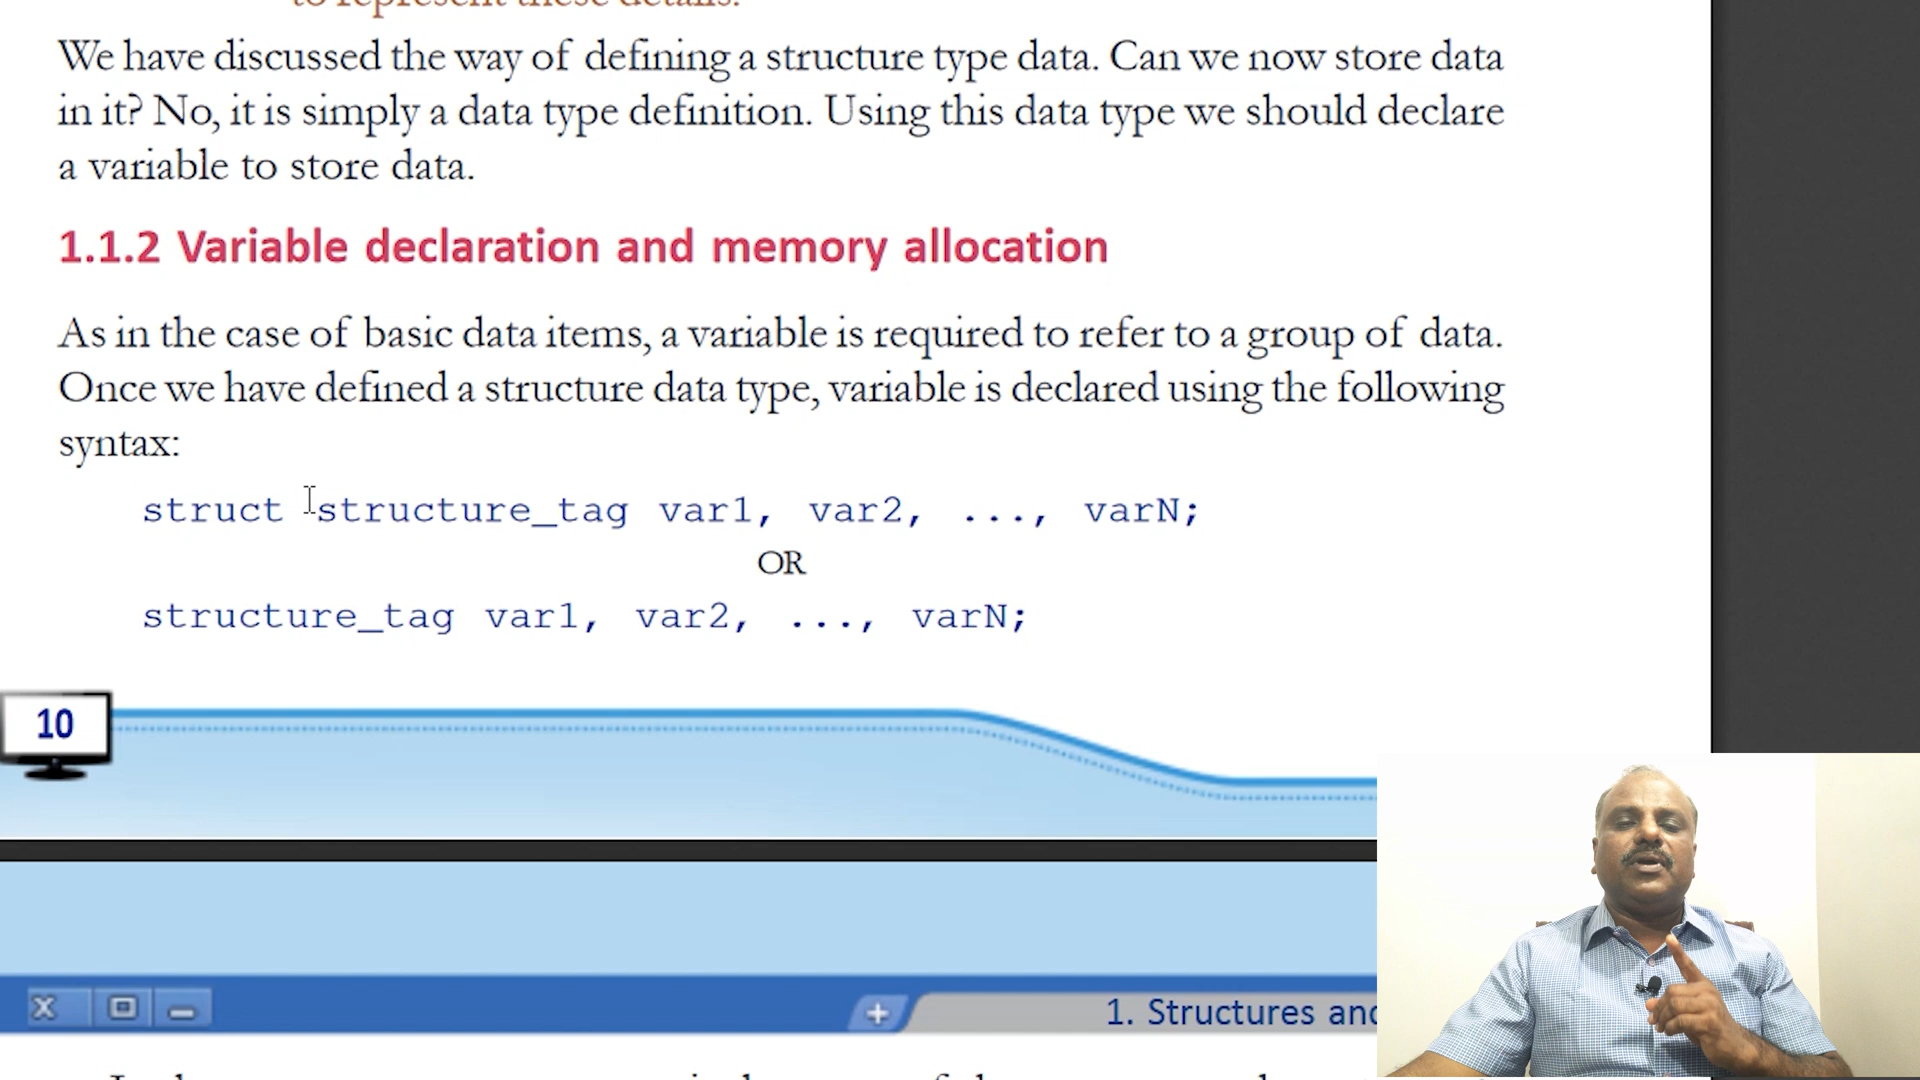 to represent these details.
We have discussed the way of defining a structure type data. Can we now store data
in it? No, it is simply a data type definition. Using this data type we should declare
a variable to store data.
1.1.2 Variable declaration and memory allocation
As in the case of basic data items, a variable is required to refer to a group of data.
Once we have defined a structure data type, variable is declared using the following
syntax:
struct structure_tag var1, var2, ..., varN;
OR
structure_tag var1, var2, ..., varN;
10
1. Structures and